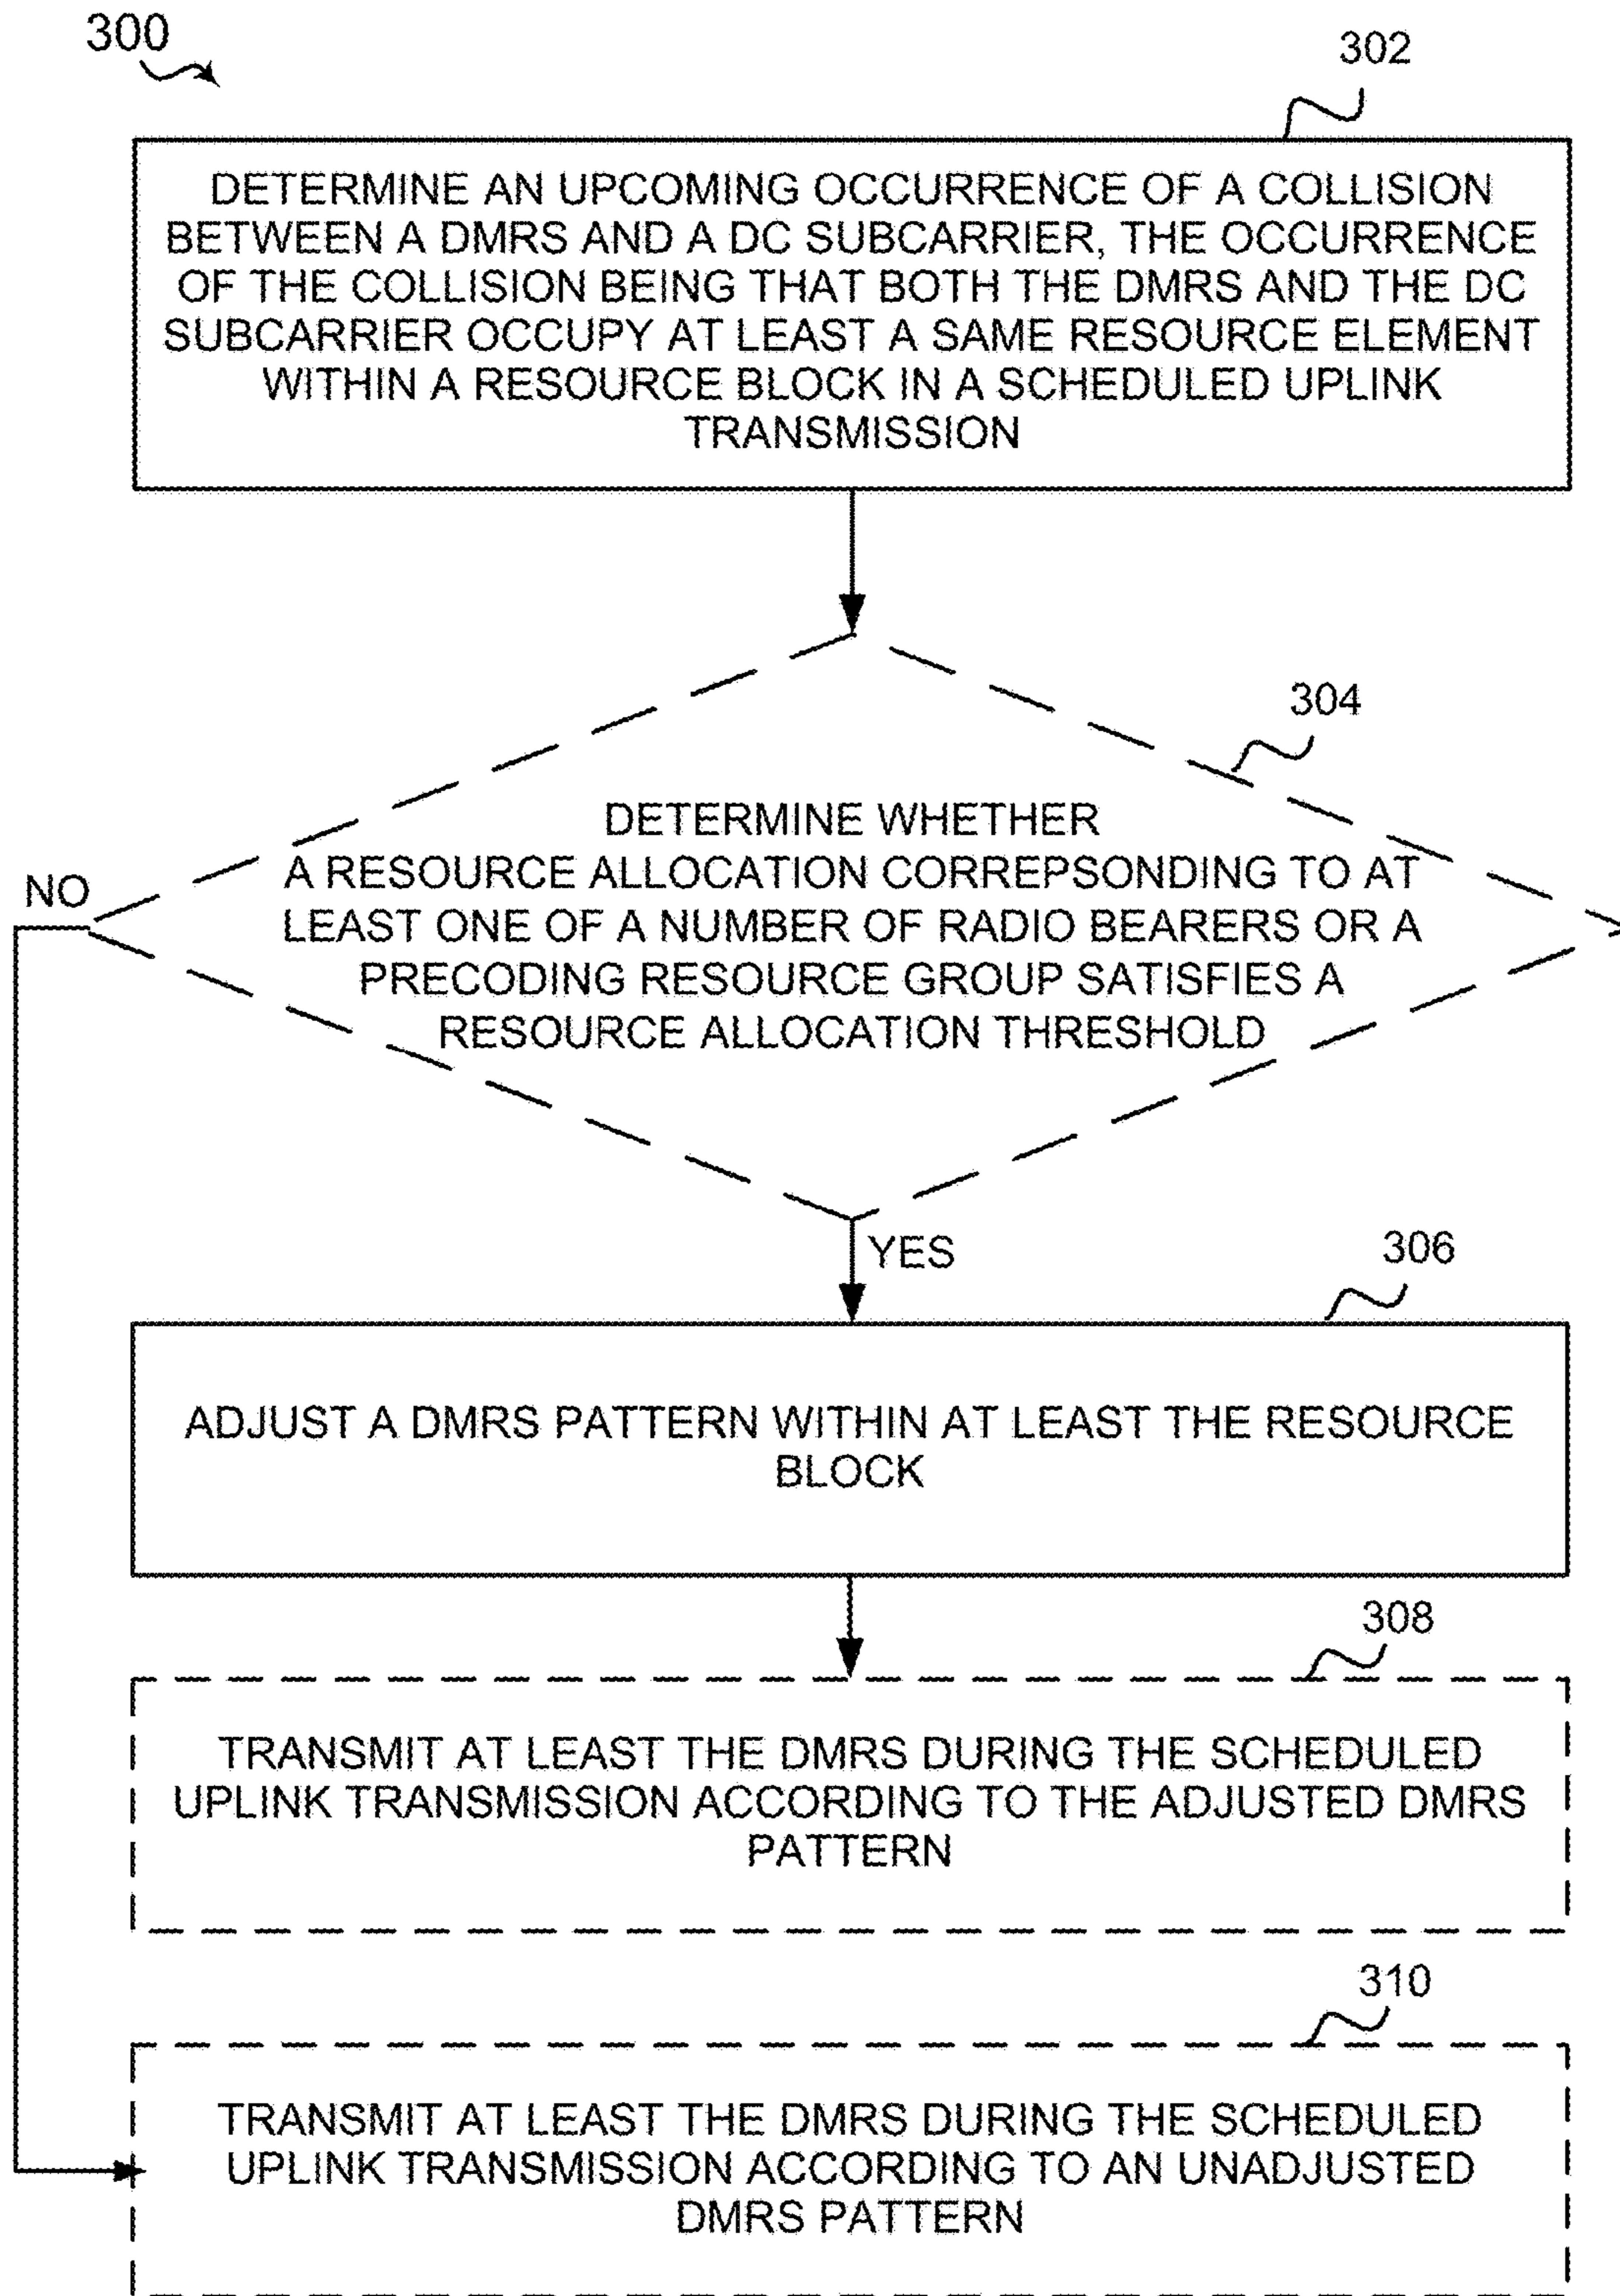 300
302
DETERMINE AN UPCOMING OCCURRENCE OF A COLLISION
BETWEEN A DMRS AND A DC SUBCARRIER, THE OCCURRENCE
OF THE COLLISION BEING THAT BOTH THE DMRS AND THE DC
SUBCARRIER OCCUPY AT LEAST A SAME RESOURCE ELEMENT
WITHIN A RESOURCE BLOCK IN A SCHEDULED UPLINK
TRANSMISSION
304
DETERMINE WHETHER
A RESOURCE ALLOCATION CORREPSONDING TO AT
LEAST ONE OF A NUMBER OF RADIO BEARERS OR A
PRECODING RESOURCE GROUP SATISFIES A
RESOURCE ALLOCATION THRESHOLD
NO
YES
306
ADJUST A DMRS PATTERN WITHIN AT LEAST THE RESOURCE
BLOCK
308
TRANSMIT AT LEAST THE DMRS DURING THE SCHEDULED
UPLINK TRANSMISSION ACCORDING TO THE ADJUSTED DMRS
PATTERN
310
TRANSMIT AT LEAST THE DMRS DURING THE SCHEDULED
UPLINK TRANSMISSION ACCORDING TO AN UNADJUSTED
DMRS PATTERN